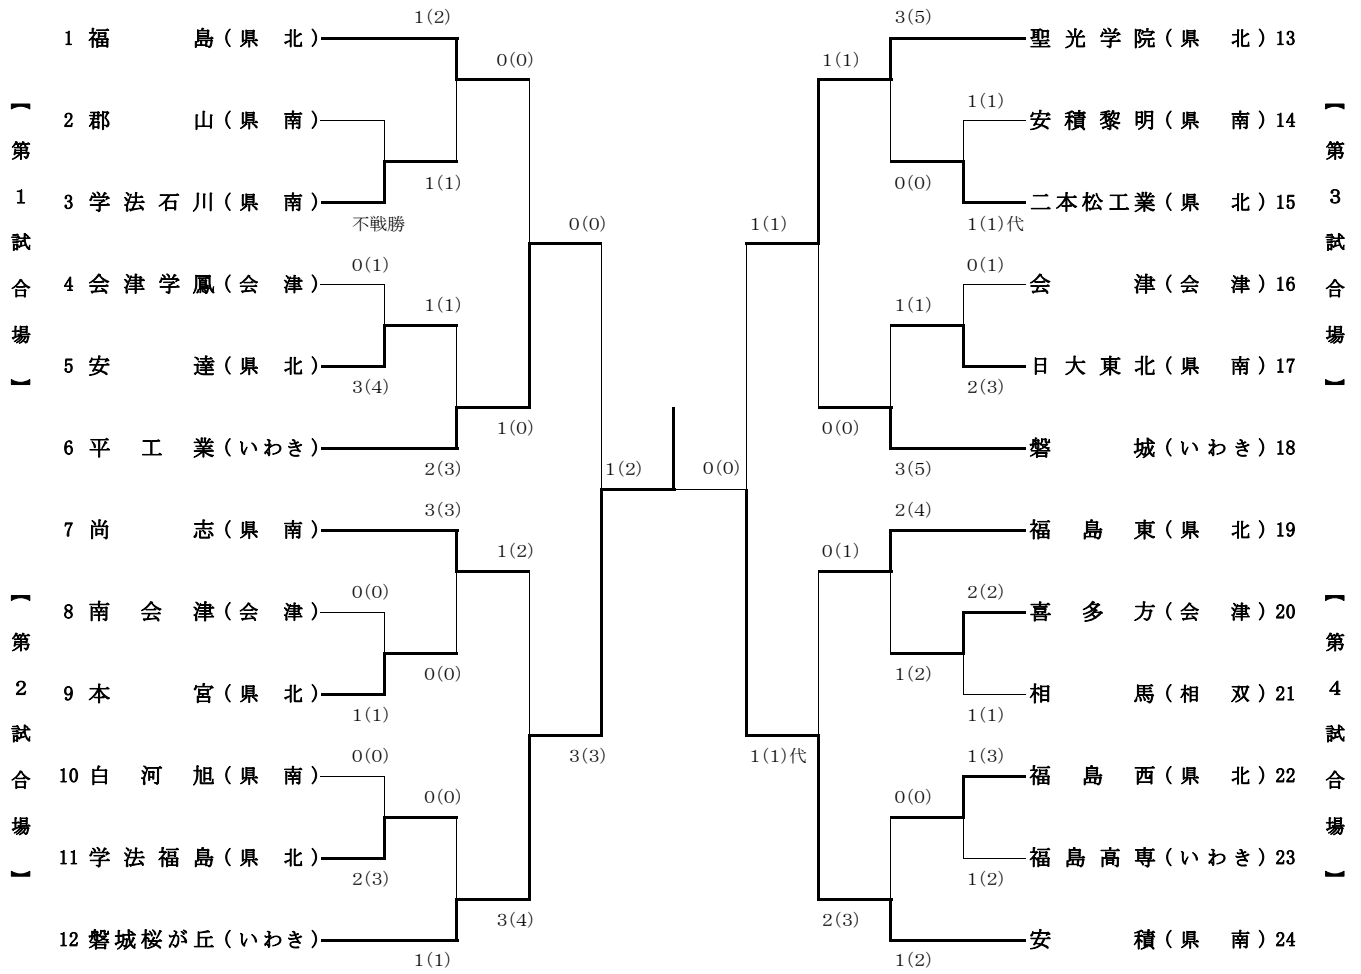 【第1試合場】
1(2)
1 福島(県北)
0(0)
2 郡山(県南)
1(1)
3 学法石川(県南)
不戦勝
0(0)
0(1)
4 会津学鳳(会津)
1(1)
5 安達(県北)
3(4)
1(0)
6 平工業(いわき)
2(3)
1(2)
【第2試合場】
3(3)
7 尚志(県南)
1(2)
0(0)
8 南会津(会津)
0(0)
9 本宮(県北)
1(1)
3(3)
0(0)
10 白河旭(県南)
0(0)
11 学法福島(県北)
2(3)
3(4)
12 磐城桜が丘(いわき)
1(1)
【第3試合場】
3(5)
聖光学院(県北)13
1(1)
1(1)
安積黎明(県南)14
0(0)
二本松工業(県北)15
1(1)代
1(1)
0(1)
会津(会津)16
1(1)
日大東北(県南)17
2(3)
0(0)
磐城(いわき)18
3(5)
0(0)
【第4試合場】
2(4)
福島東(県北)19
0(1)
2(2)
喜多方(会津)20
1(2)
相馬(相双)21
1(1)
1(1)代
1(3)
福島西(県北)22
0(0)
福島高専(いわき)23
1(2)
2(3)
安積(県南)24
1(2)